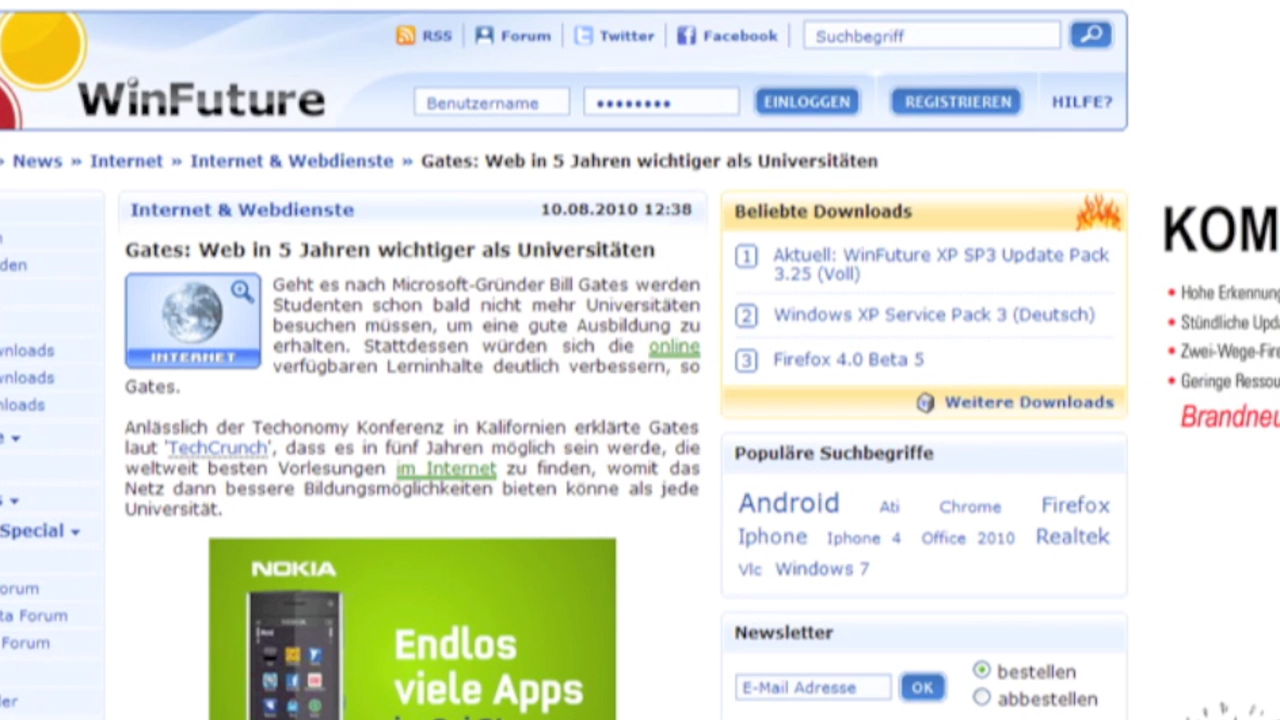 RSS Forum Twitter Facebook Suchbegriff
WinFuture
Benutzername EINLOGGEN REGISTRIEREN HILFE?
» News » Internet » Internet & Webdienste » Gates: Web in 5 Jahren wichtiger als Universitäten
Internet & Webdienste 10.08.2010 12:38
Gates: Web in 5 Jahren wichtiger als Universitäten
INTERNET
Geht es nach Microsoft-Gründer Bill Gates werden
Studenten schon bald nicht mehr Universitäten
besuchen müssen, um eine gute Ausbildung zu
erhalten. Stattdessen würden sich die online
verfügbaren Lerninhalte deutlich verbessern, so
Gates.
Anlässlich der Techonomy Konferenz in Kalifornien erklärte Gates
laut 'TechCrunch', dass es in fünf Jahren möglich sein werde, die
weltweit besten Vorlesungen im Internet zu finden, womit das
Netz dann bessere Bildungsmöglichkeiten bieten könne als jede
Universität.
NOKIA
Endlos
viele Apps
Beliebte Downloads
1 Aktuell: WinFuture XP SP3 Update Pack
3.25 (Voll)
2 Windows XP Service Pack 3 (Deutsch)
3 Firefox 4.0 Beta 5
Weitere Downloads
Populäre Suchbegriffe
Android Ati Chrome Firefox
Iphone Iphone 4 Office 2010 Realtek
Vlc Windows 7
Newsletter
E-Mail Adresse OK bestellen
abbestellen
Special
Forum
KOM
• Hohe Erkennung
• Stündliche Upd
• Zwei-Wege-Fire
• Geringe Ressou
Brandneu